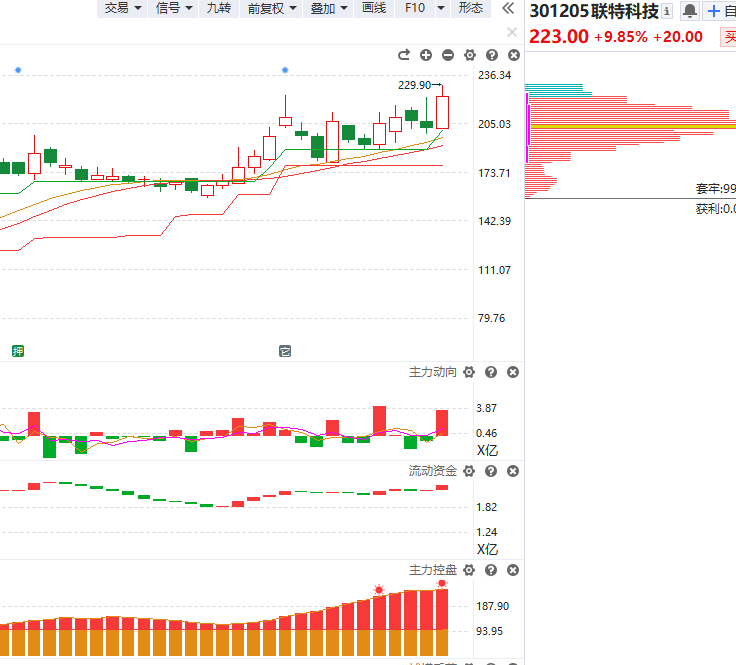 交易 信号 九转 前复权 叠加 画线 F10 形态
301205联特科技
223.00 +9.85% +20.00
229.90
236.34
205.03
173.71
142.39
111.07
79.76
套牢:99
获利:0.0
押
主力动向
3.87
0.46
X亿
流动资金
1.82
1.24
X亿
主力控盘
187.90
93.95